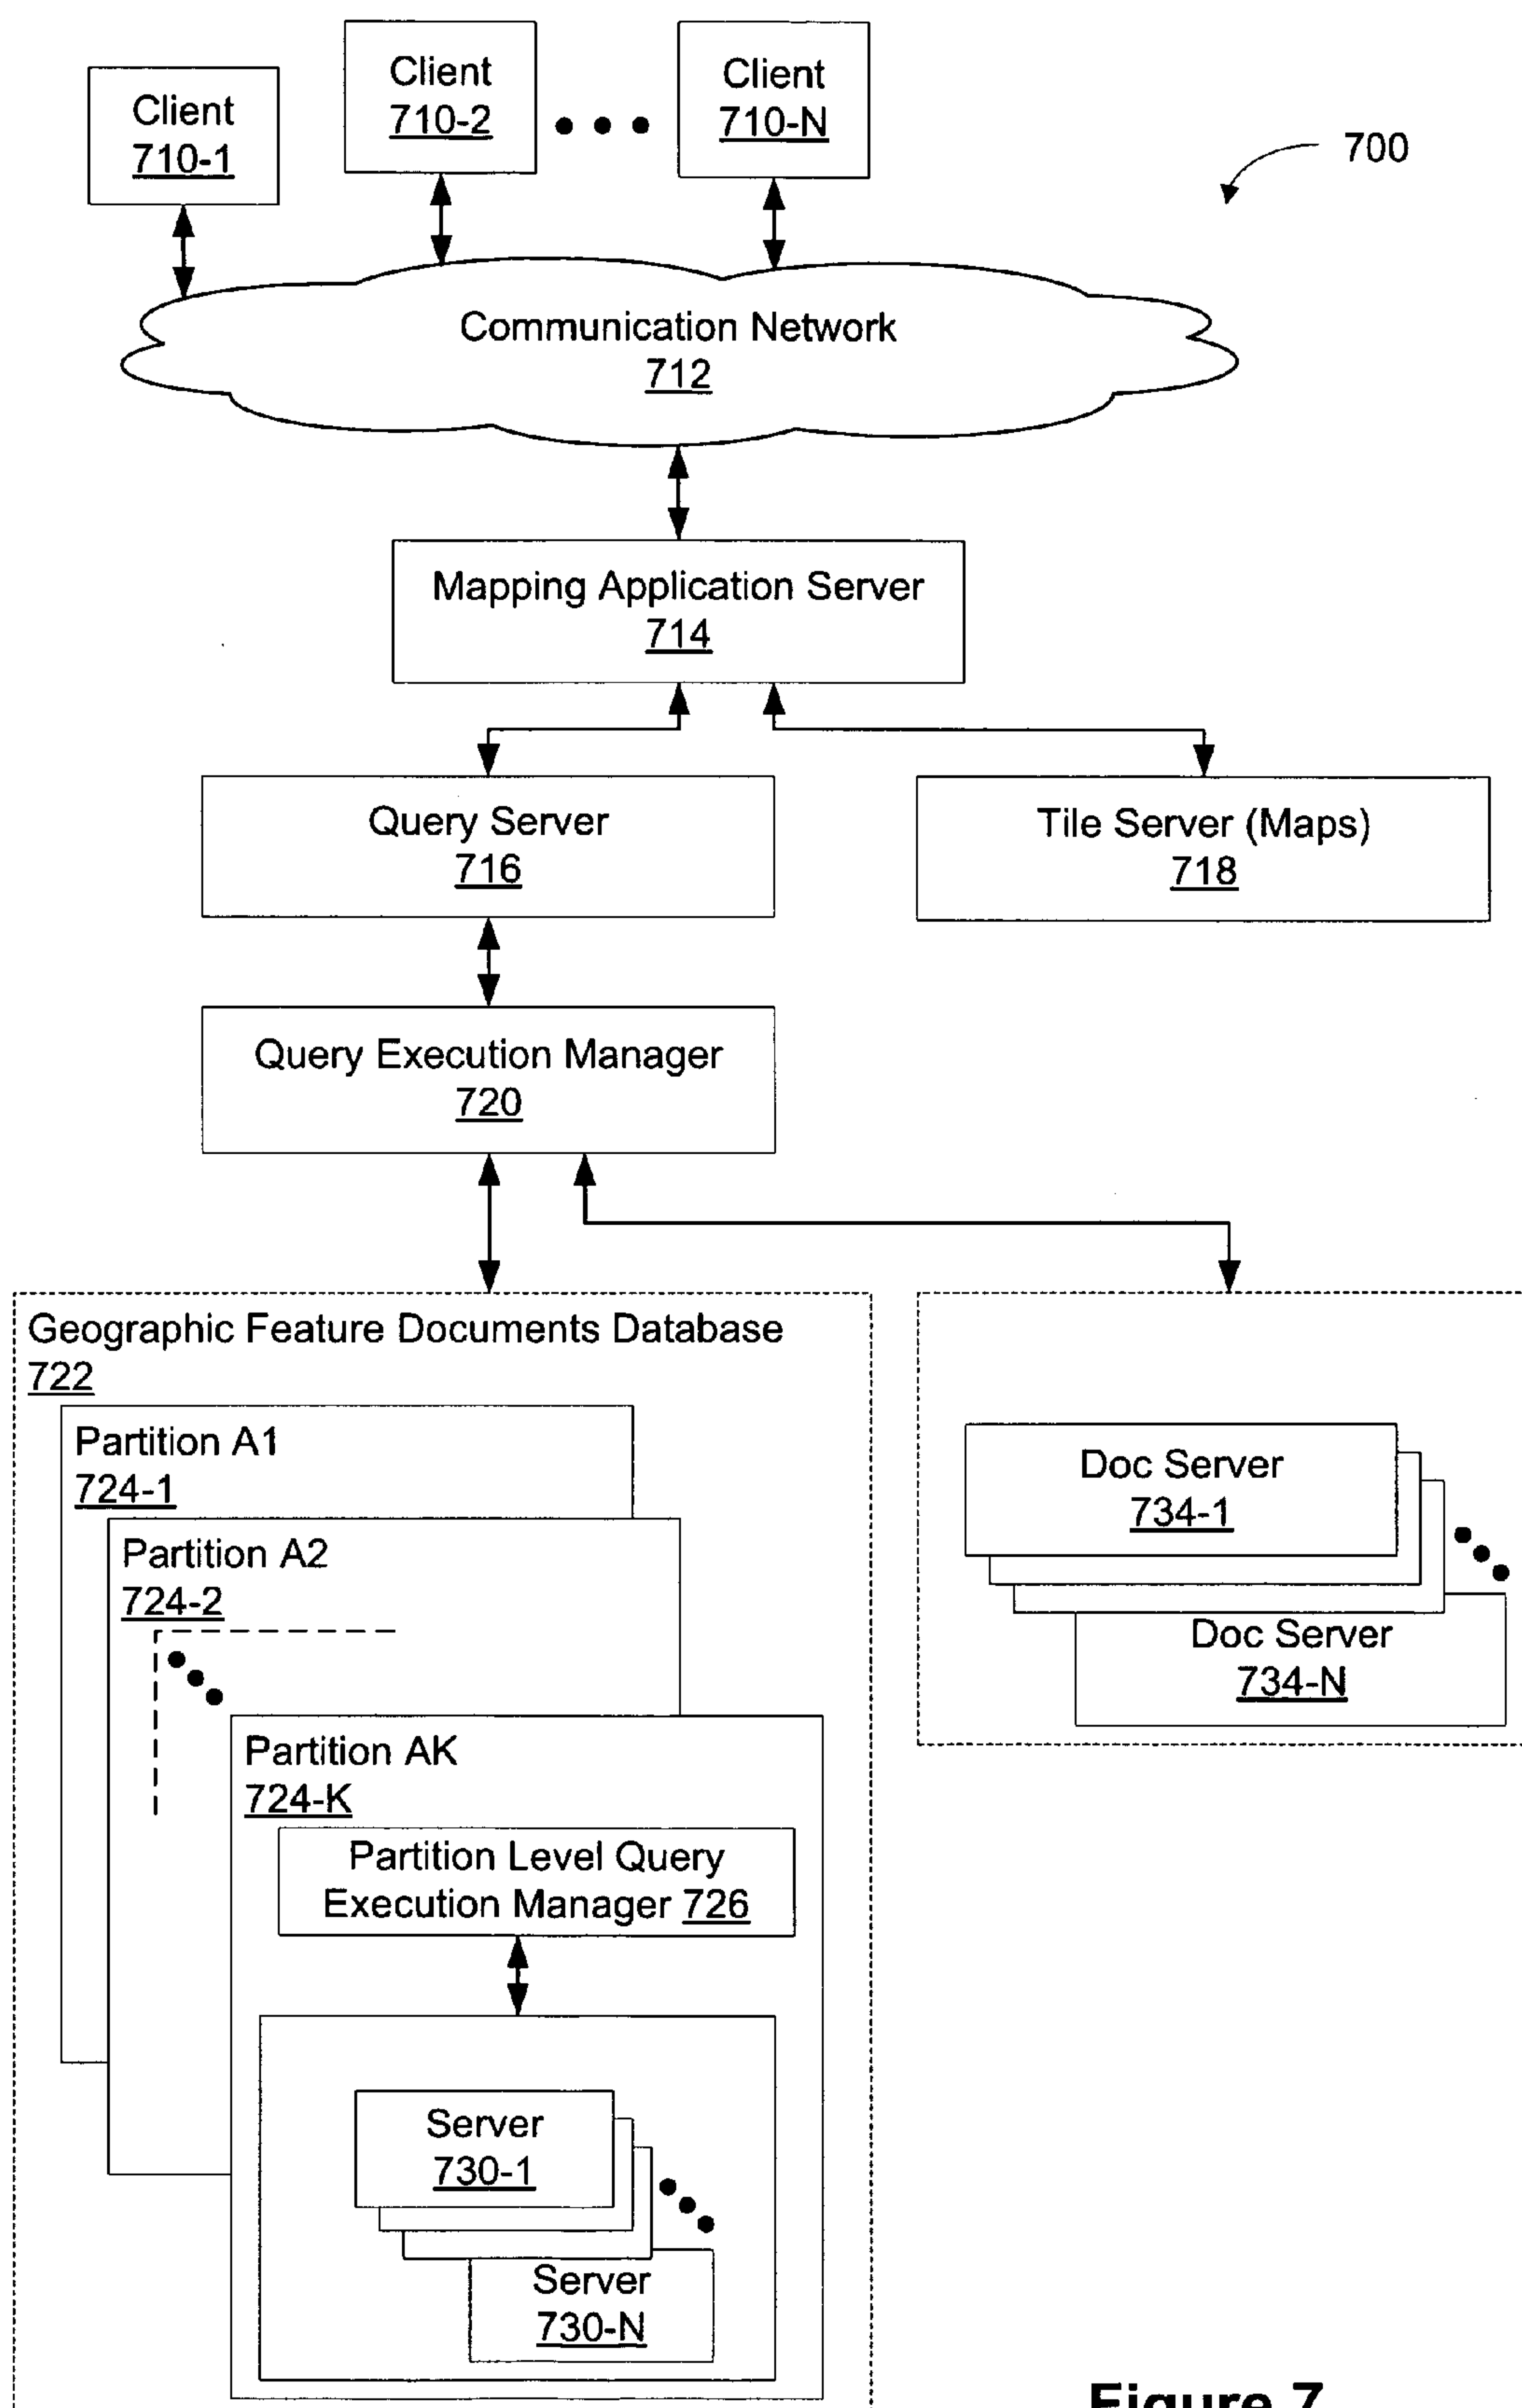 Client
710-1
Client
710-2
Client
710-N
700
Communication Network
712
Mapping Application Server
714
Query Server
716
Tile Server (Maps)
718
Query Execution Manager
720
Geographic Feature Documents Database
722
Partition A1
724-1
Partition A2
724-2
Partition AK
724-K
Partition Level Query
Execution Manager 726
Server
730-1
Server
730-N
Doc Server
734-1
Doc Server
734-N
Figure 7